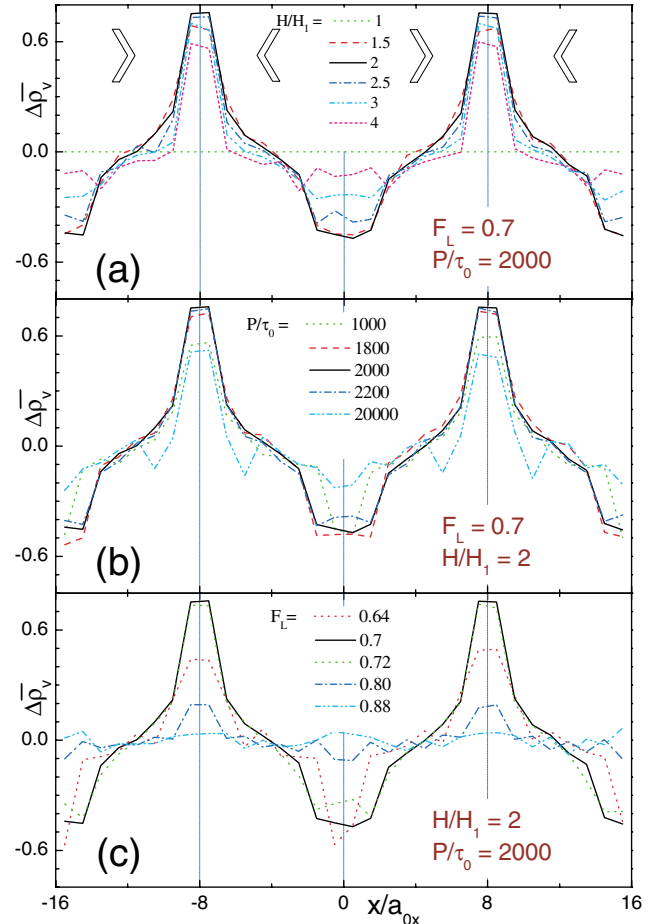 H/H₁ = 1
1.5
2
2.5
3
4
0.6
0.0
-0.6
Δρ̅ᵥ
(a)
F_L = 0.7
P/τ₀ = 2000
P/τ₀ = 1000
1800
2000
2200
20000
0.6
0.0
-0.6
Δρ̅ᵥ
(b)
F_L = 0.7
H/H₁ = 2
F_L = 0.64
0.7
0.72
0.80
0.88
0.6
0.0
-0.6
Δρ̅ᵥ
(c)
H/H₁ = 2
P/τ₀ = 2000
-16 -8 0 8 16
x/a₀ₓ